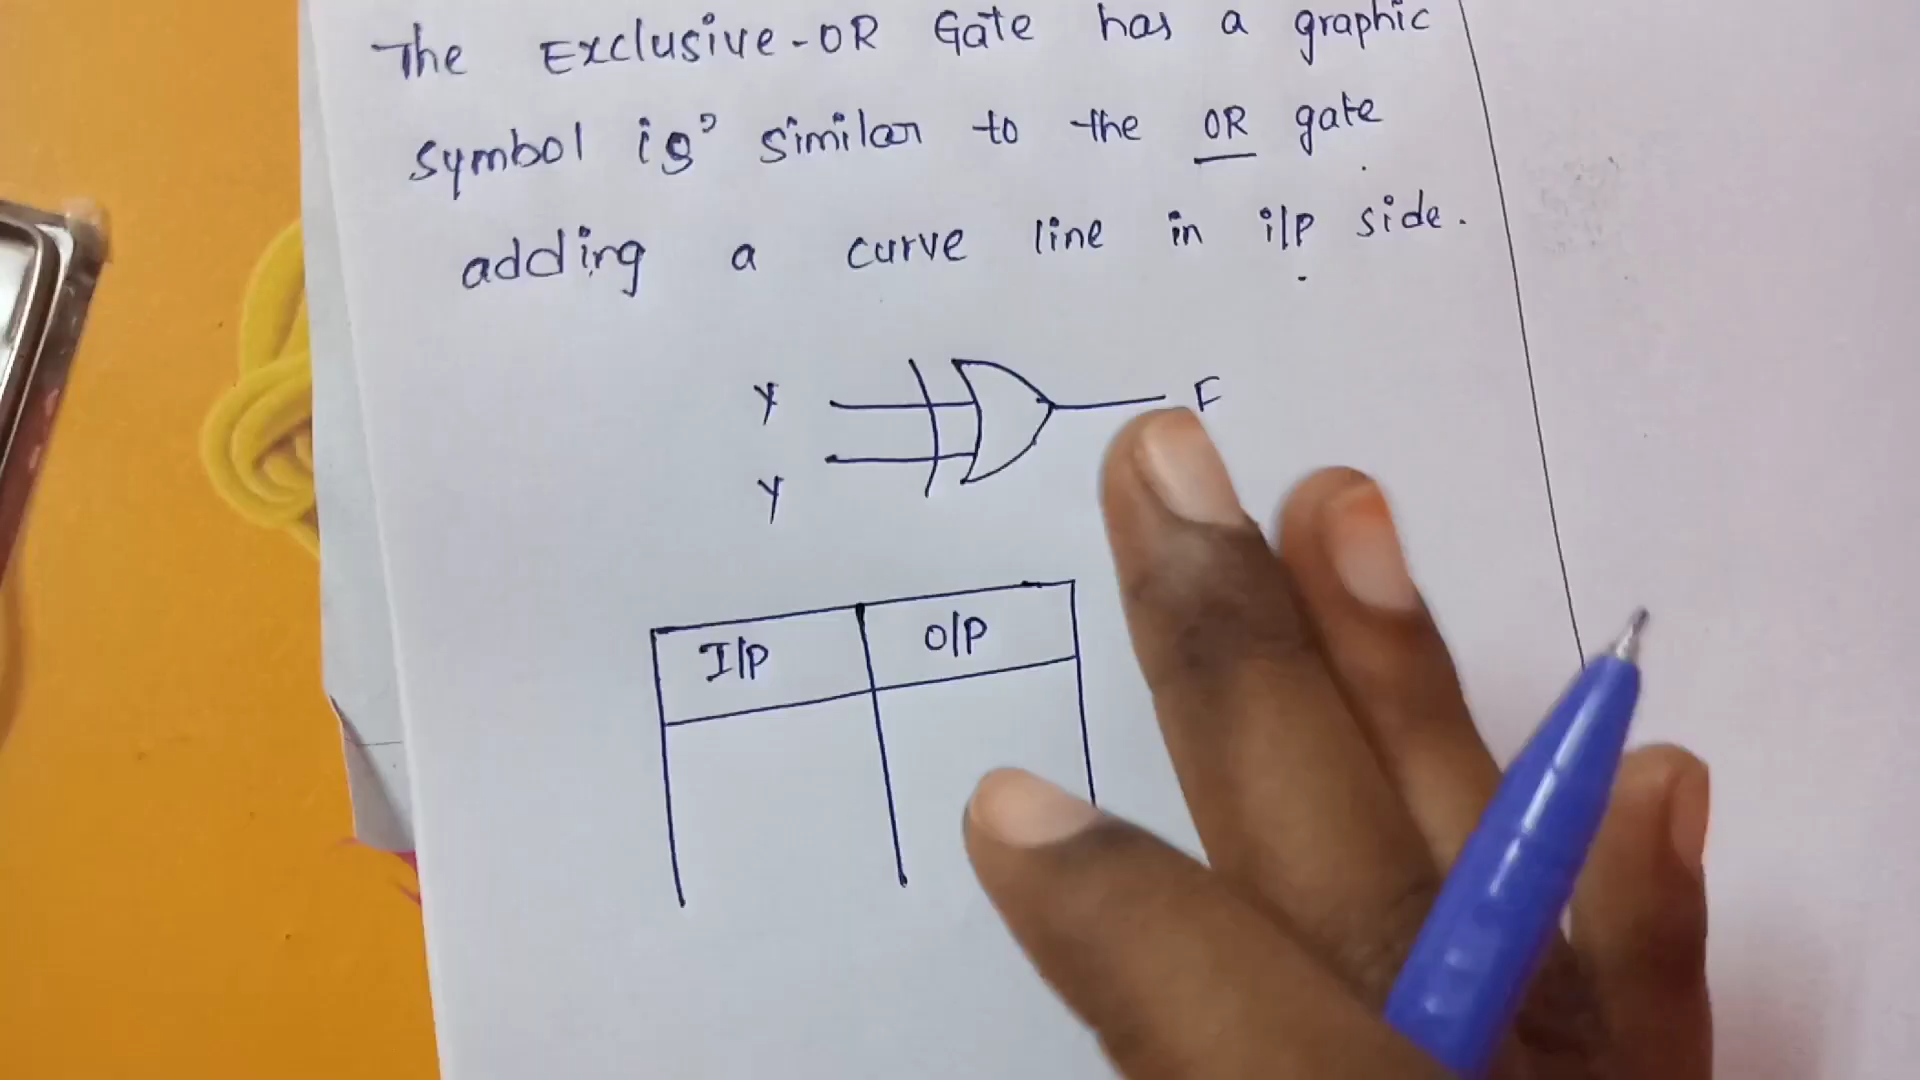 The Exclusive-OR Gate has a graphic
symbol is similar to the OR gate
adding a curve line in i/p side.
Y
F
Y
I/P O/P